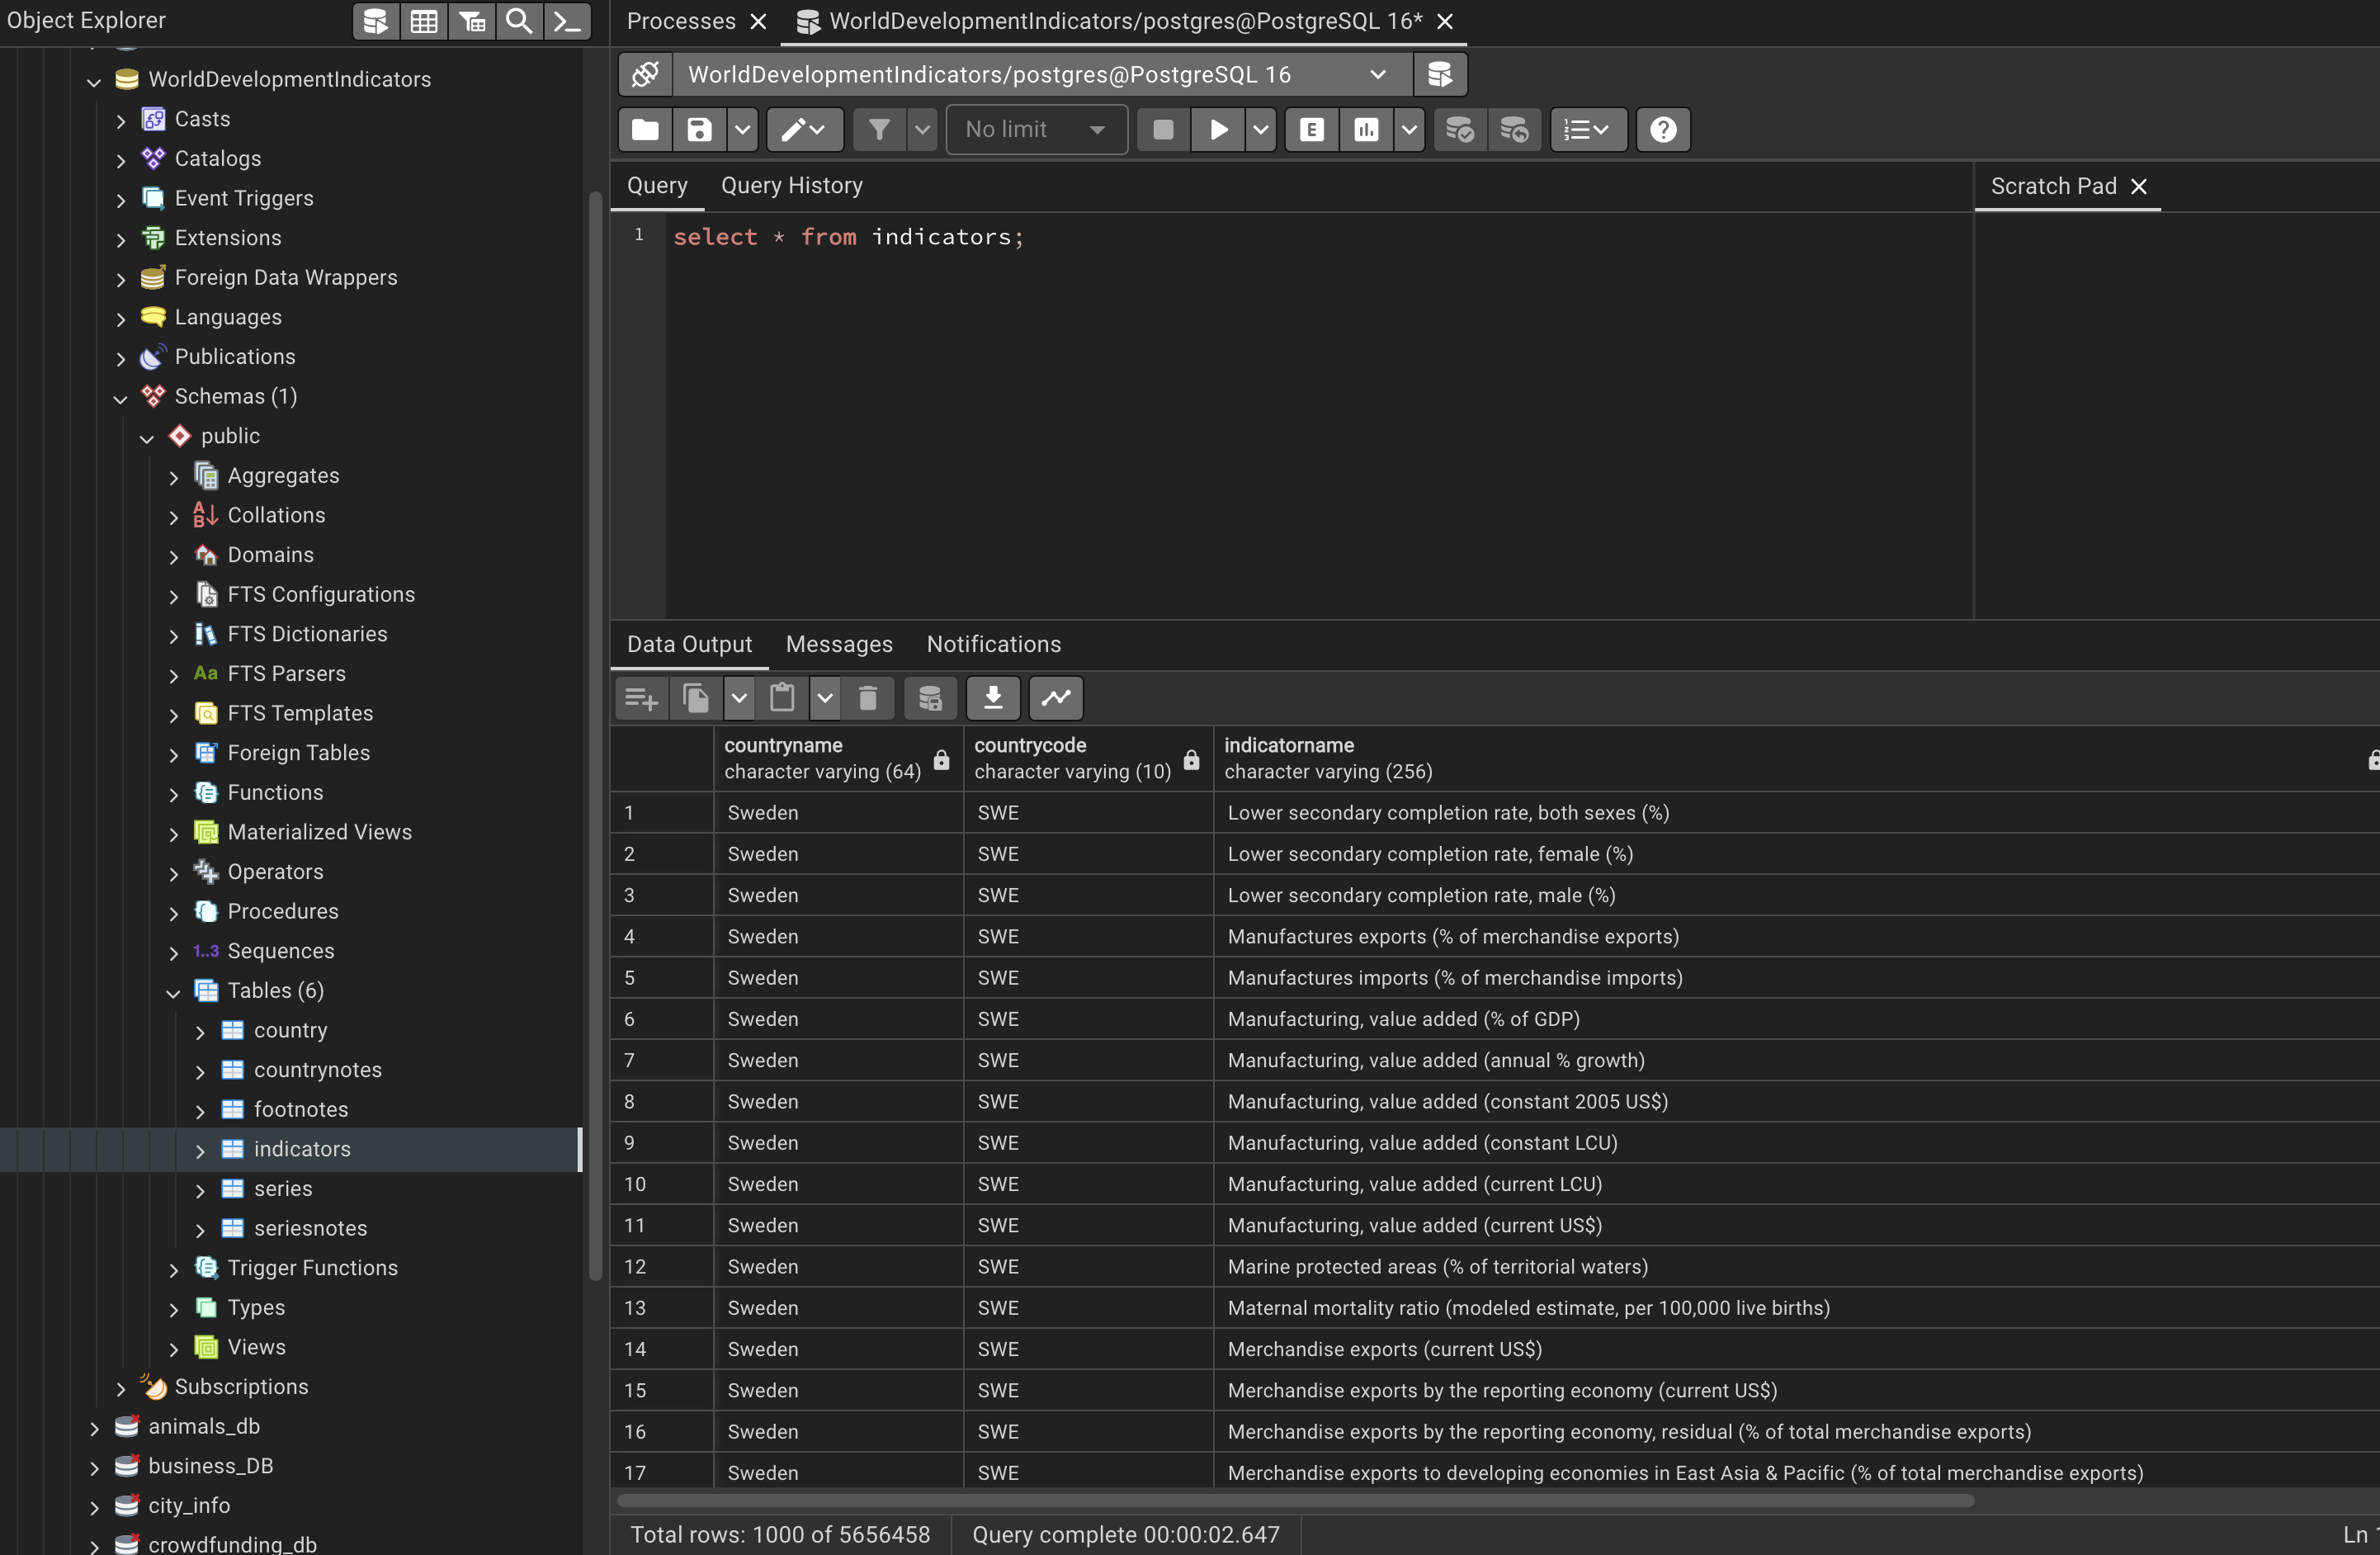 Object Explorer
WorldDevelopmentIndicators
Casts
Catalogs
Event Triggers
Extensions
Foreign Data Wrappers
Languages
Publications
Schemas (1)
public
Aggregates
Collations
Domains
FTS Configurations
FTS Dictionaries
Aa FTS Parsers
FTS Templates
Foreign Tables
Functions
Materialized Views
Operators
Procedures
1..3 Sequences
Tables (6)
country
countrynotes
footnotes
indicators
series
seriesnotes
Trigger Functions
Types
Views
Subscriptions
animals_db
business_DB
city_info
crowdfunding_db
Processes
WorldDevelopmentIndicators/postgres@PostgreSQL 16*
WorldDevelopmentIndicators/postgres@PostgreSQL 16
No limit
E
Query Query History
Scratch Pad
1 select * from indicators;
Data Output Messages Notifications
countryname countrycode indicatorname
character varying (64) character varying (10) character varying (256)
1 Sweden SWE Lower secondary completion rate, both sexes (%)
2 Sweden SWE Lower secondary completion rate, female (%)
3 Sweden SWE Lower secondary completion rate, male (%)
4 Sweden SWE Manufactures exports (% of merchandise exports)
5 Sweden SWE Manufactures imports (% of merchandise imports)
6 Sweden SWE Manufacturing, value added (% of GDP)
7 Sweden SWE Manufacturing, value added (annual % growth)
8 Sweden SWE Manufacturing, value added (constant 2005 US$)
9 Sweden SWE Manufacturing, value added (constant LCU)
10 Sweden SWE Manufacturing, value added (current LCU)
11 Sweden SWE Manufacturing, value added (current US$)
12 Sweden SWE Marine protected areas (% of territorial waters)
13 Sweden SWE Maternal mortality ratio (modeled estimate, per 100,000 live births)
14 Sweden SWE Merchandise exports (current US$)
15 Sweden SWE Merchandise exports by the reporting economy (current US$)
16 Sweden SWE Merchandise exports by the reporting economy, residual (% of total merchandise exports)
17 Sweden SWE Merchandise exports to developing economies in East Asia & Pacific (% of total merchandise exports)
Total rows: 1000 of 5656458 Query complete 00:00:02.647 Ln